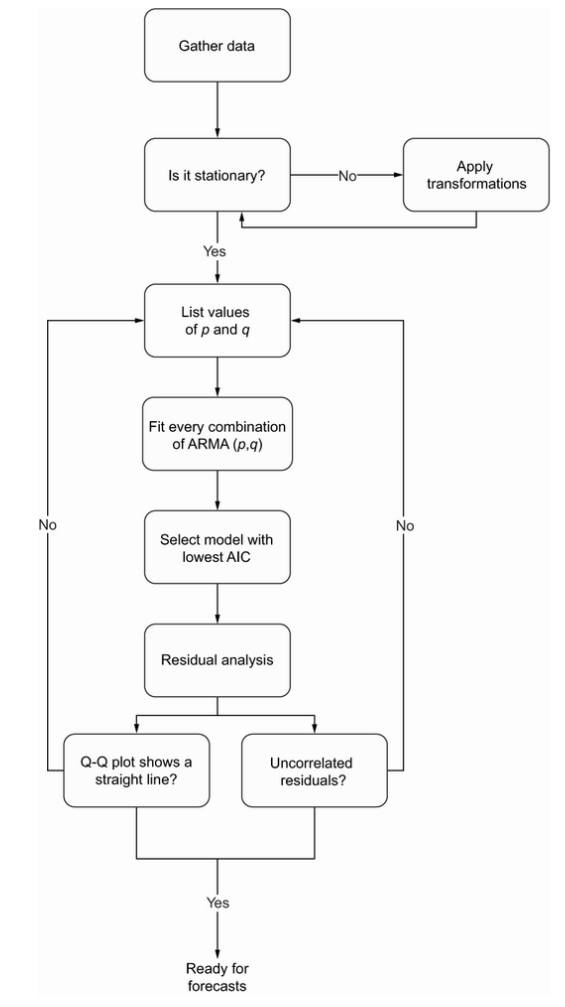 Gather data
Is it stationary?
No
Apply
transformations
Yes
List values
of p and q
Fit every combination
of ARMA (p,q)
No
No
Select model with
lowest AIC
Residual analysis
Q-Q plot shows a
straight line?
Uncorrelated
residuals?
Yes
Ready for
forecasts